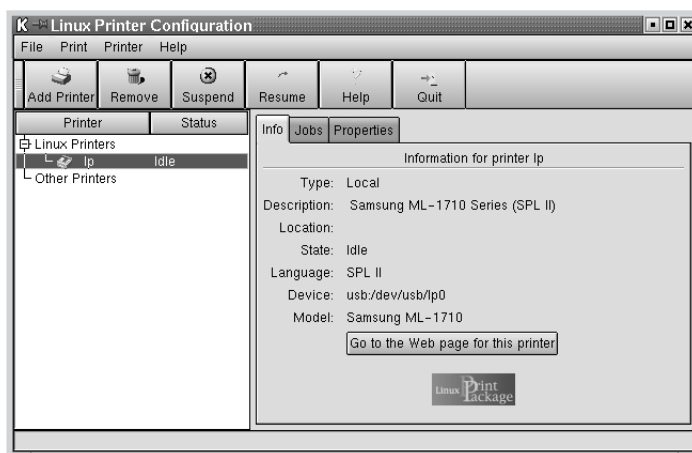 K Linux Printer Configuration
File Print Printer Help
Add Printer Remove Suspend Resume Help Quit
Printer Status
Linux Printers
lp Idle
Other Printers
Info Jobs Properties
Information for printer lp
Type: Local
Description: Samsung ML-1710 Series (SPL II)
Location:
State: Idle
Language: SPL II
Device: usb:/dev/usb/lp0
Model: Samsung ML-1710
Go to the Web page for this printer
Linux Print Package